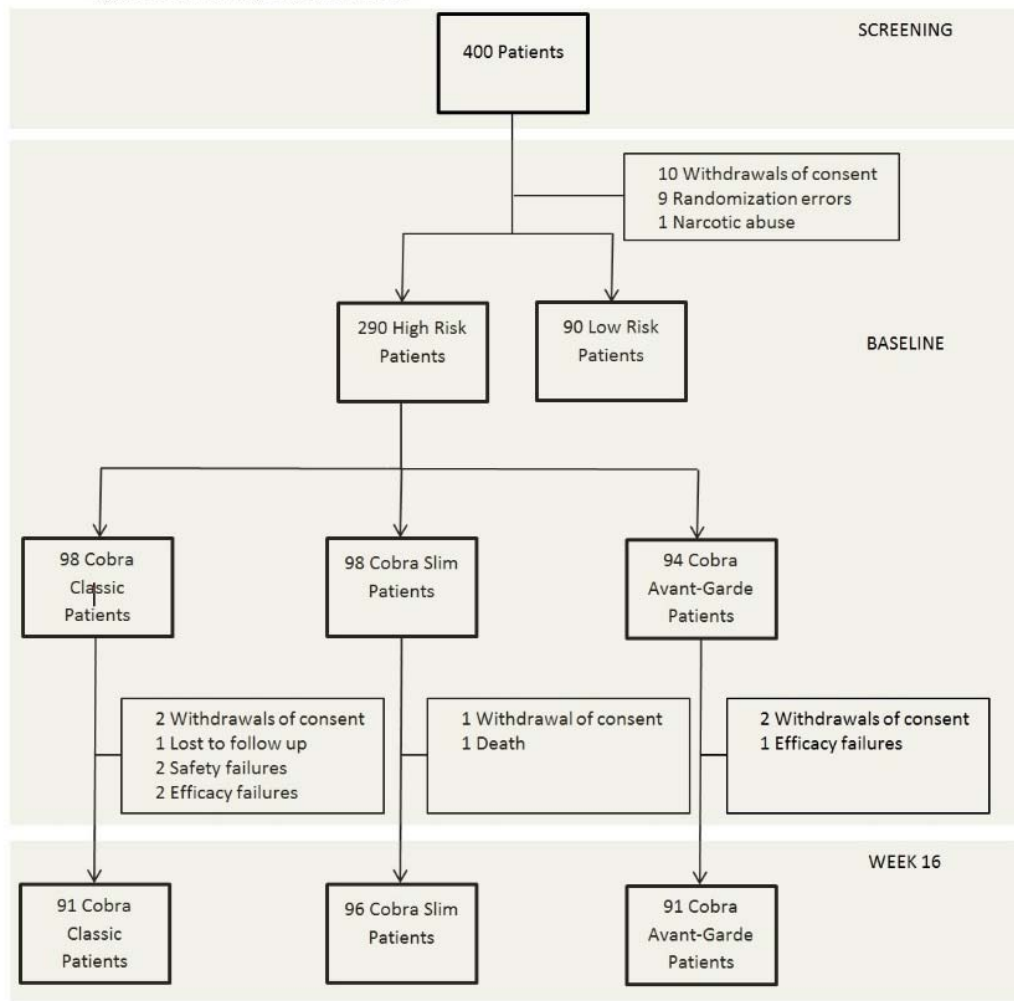 SCREENING
400 Patients
10 Withdrawals of consent
9 Randomization errors
1 Narcotic abuse
290 High Risk
Patients
90 Low Risk
Patients
BASELINE
98 Cobra
Classic
Patients
98 Cobra Slim
Patients
94 Cobra
Avant-Garde
Patients
2 Withdrawals of consent
1 Lost to follow up
2 Safety failures
2 Efficacy failures
1 Withdrawal of consent
1 Death
2 Withdrawals of consent
1 Efficacy failures
WEEK 16
91 Cobra
Classic
Patients
96 Cobra Slim
Patients
91 Cobra
Avant-Garde
Patients